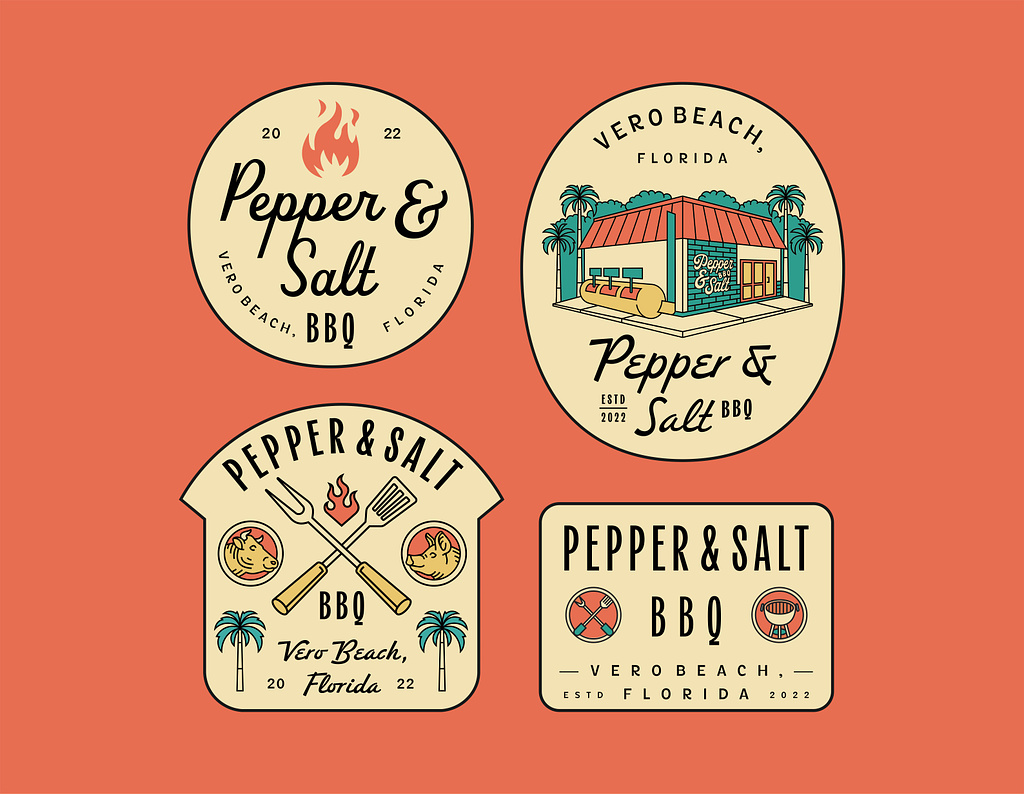 20 22
Pepper &
Salt
VERO BEACH, BBQ FLORIDA
VERO BEACH,
FLORIDA
Pepper
& BBQ
Salt
Pepper &
ESTD
2022
Salt BBQ
PEPPER & SALT
BBQ
Vero Beach,
20 Florida 22
PEPPER & SALT
BBQ
— VERO BEACH, —
ESTD FLORIDA 2022